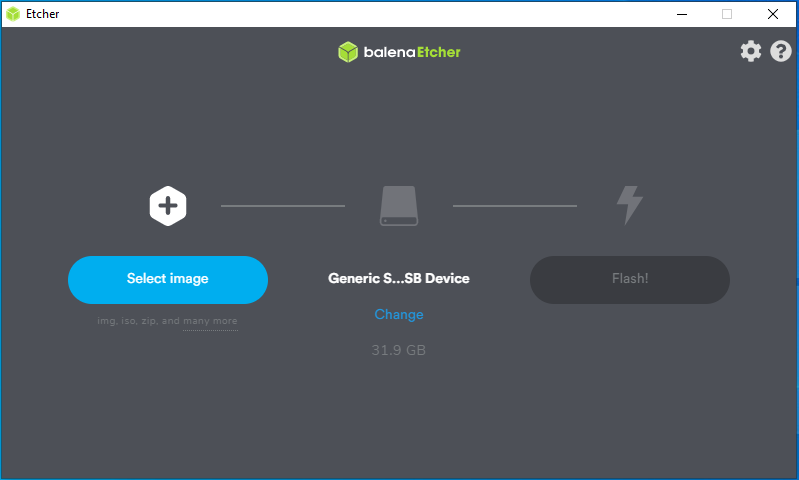 Etcher
balenaEtcher
Select image
img, iso, zip, and many more
Generic S...SB Device
Change
31.9 GB
Flash!